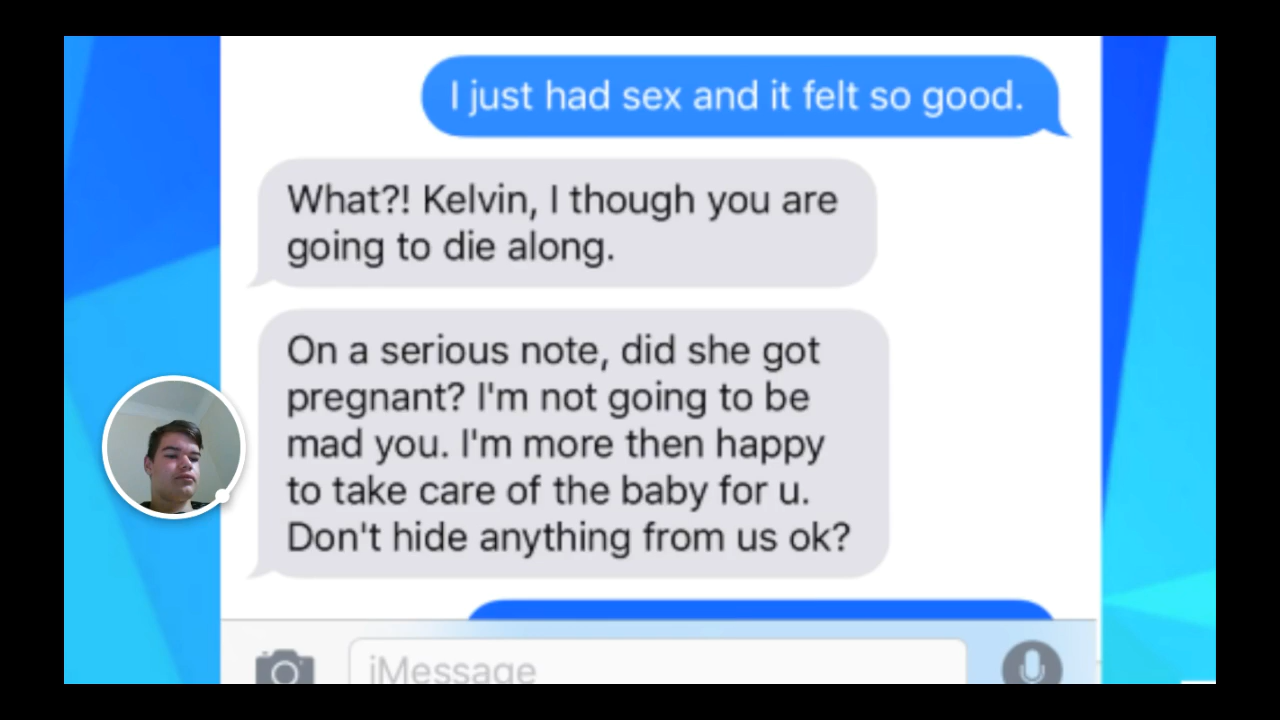 I just had sex and it felt so good.
What?! Kelvin, I though you are
going to die along.
On a serious note, did she got
pregnant? I'm not going to be
mad you. I'm more then happy
to take care of the baby for u.
Don't hide anything from us ok?
iMessage